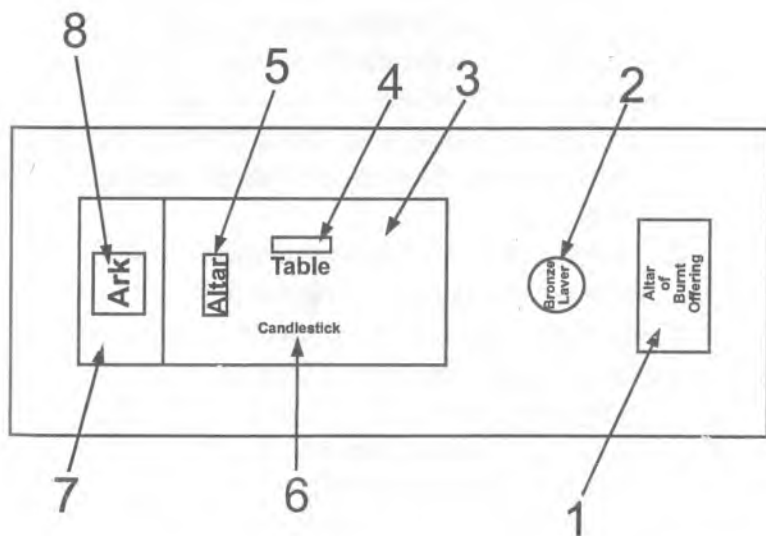 8
5
4
3
2
Ark
Altar
Table
Candlestick
Bronze
Laver
Altar
of
Burnt
Offering
7
6
1